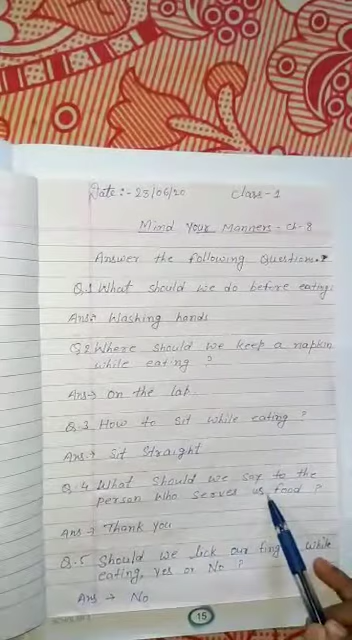 Date:- 23/06/20 Class-1
Mind Your Manners - Ch-8
Answer the following Questions.?
Q.1 What should we do before eating.
Ans:- Washing hands
Q.2 Where should we keep a napkin
while eating ?
Ans→ on the lap
Q.3 How to sit while eating ?
Ans.→ Sit Straight
Q.4 What should we say to the
person who serves us food ?
Ans → Thank you
Q.5 Should we lick our while
eating, Yes or No ?
Ans → No
15